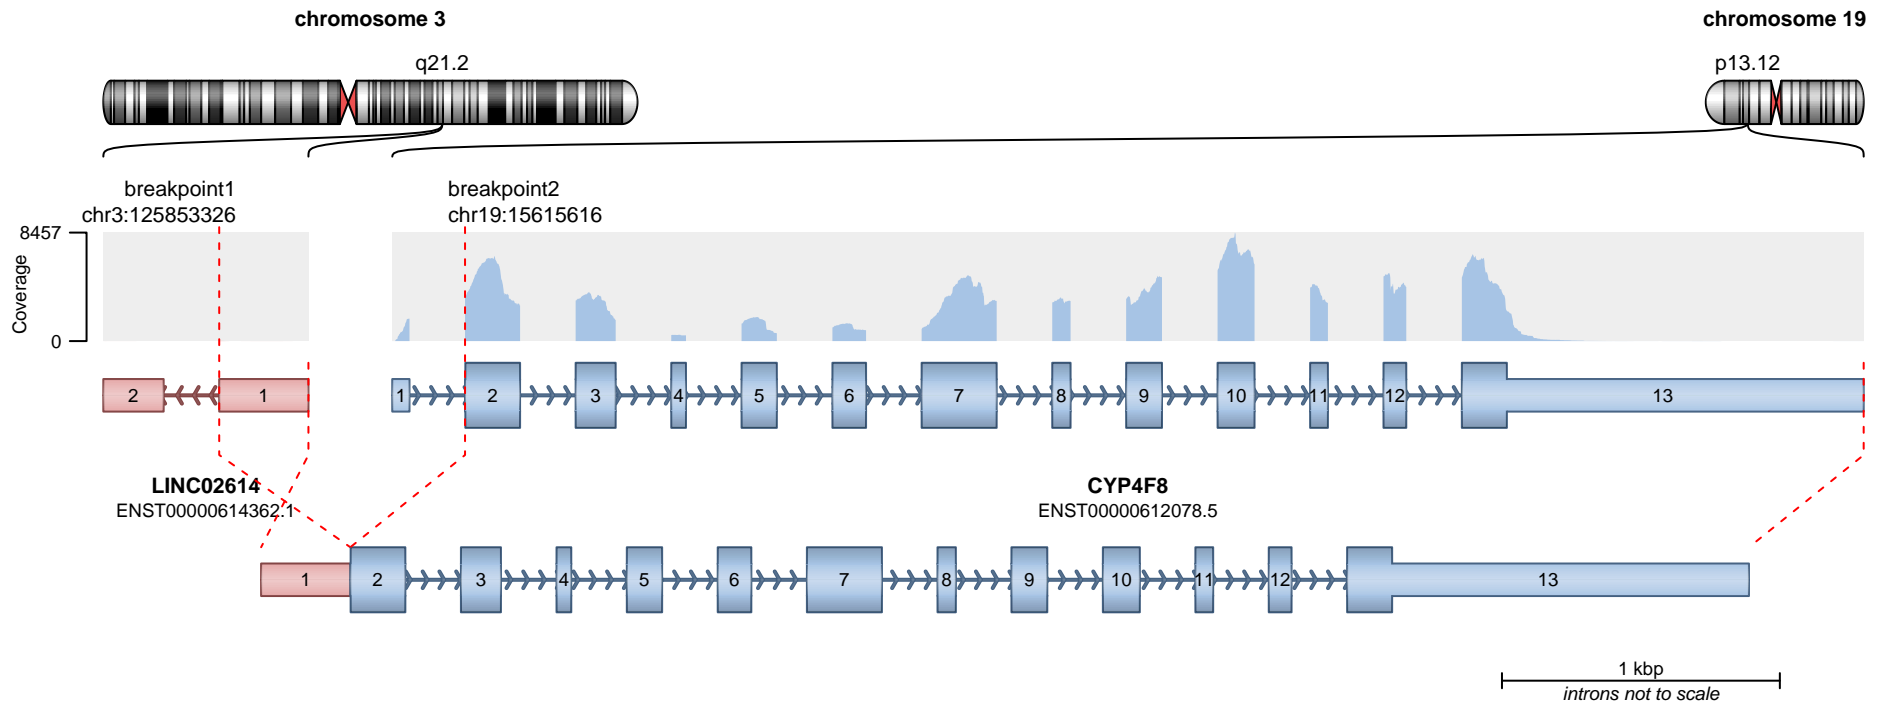 chromosome 3
chromosome 19
q21.2
p13.12
breakpoint1
chr3:125853326
breakpoint2
chr19:15615616
8457
Coverage
0
2 1 1 2 3 4 5 6 7 8 9 10 11 12 13
LINC02614
ENST00000614362.1
CYP4F8
ENST00000612078.5
1 2 3 4 5 6 7 8 9 10 11 12 13
1 kbp
introns not to scale